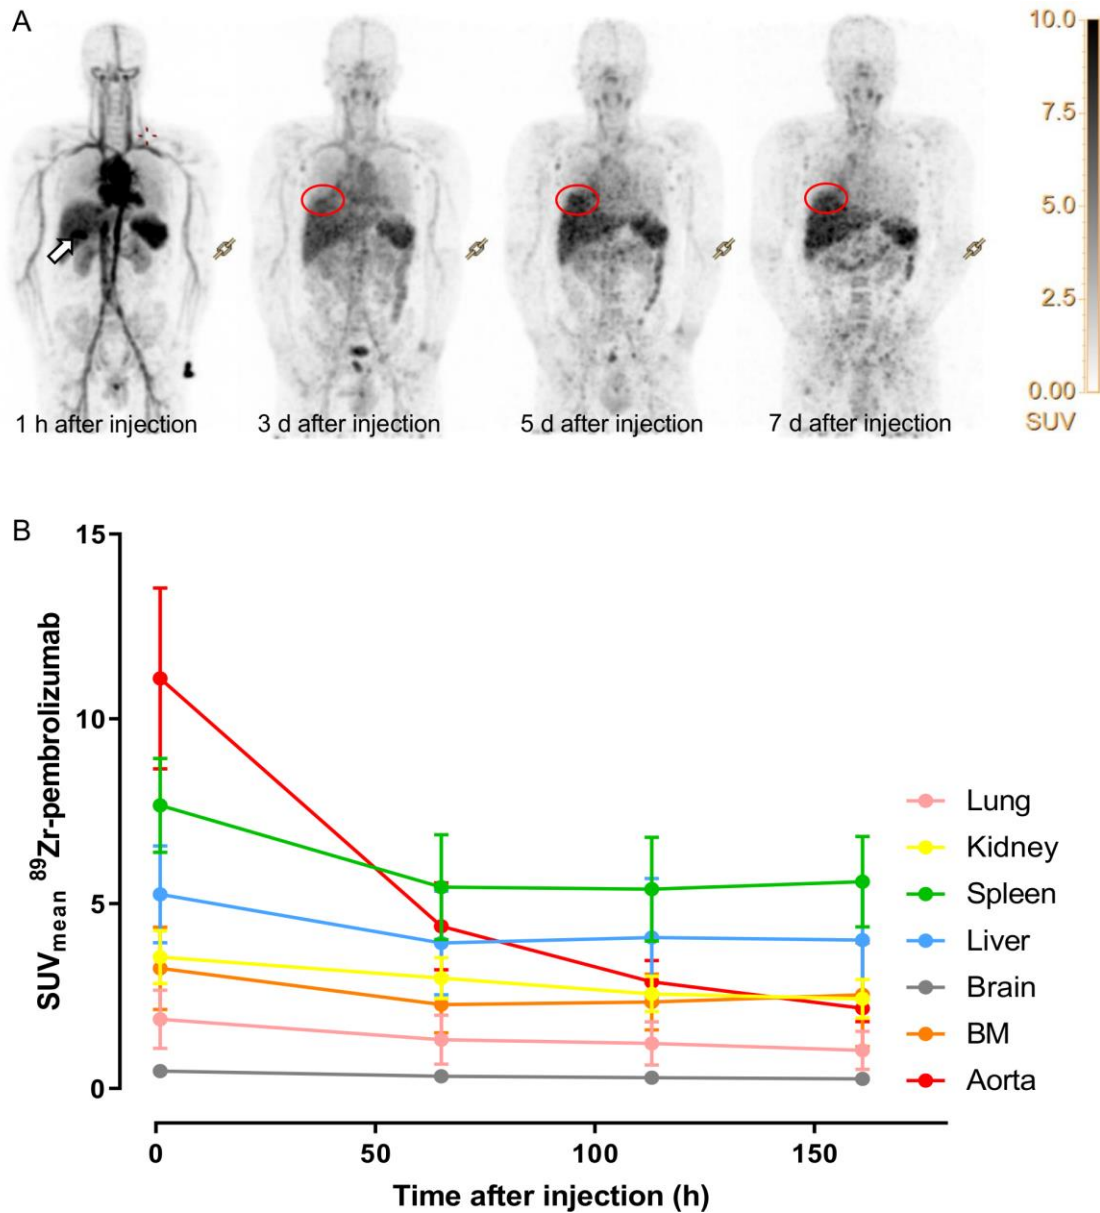 A
10.0
7.5
5.0
2.5
0.00
SUV
1 h after injection
3 d after injection
5 d after injection
7 d after injection
B
15
10
5
0
SUVmean 89Zr-pembrolizumab
0
50
100
150
Time after injection (h)
Lung
Kidney
Spleen
Liver
Brain
BM
Aorta